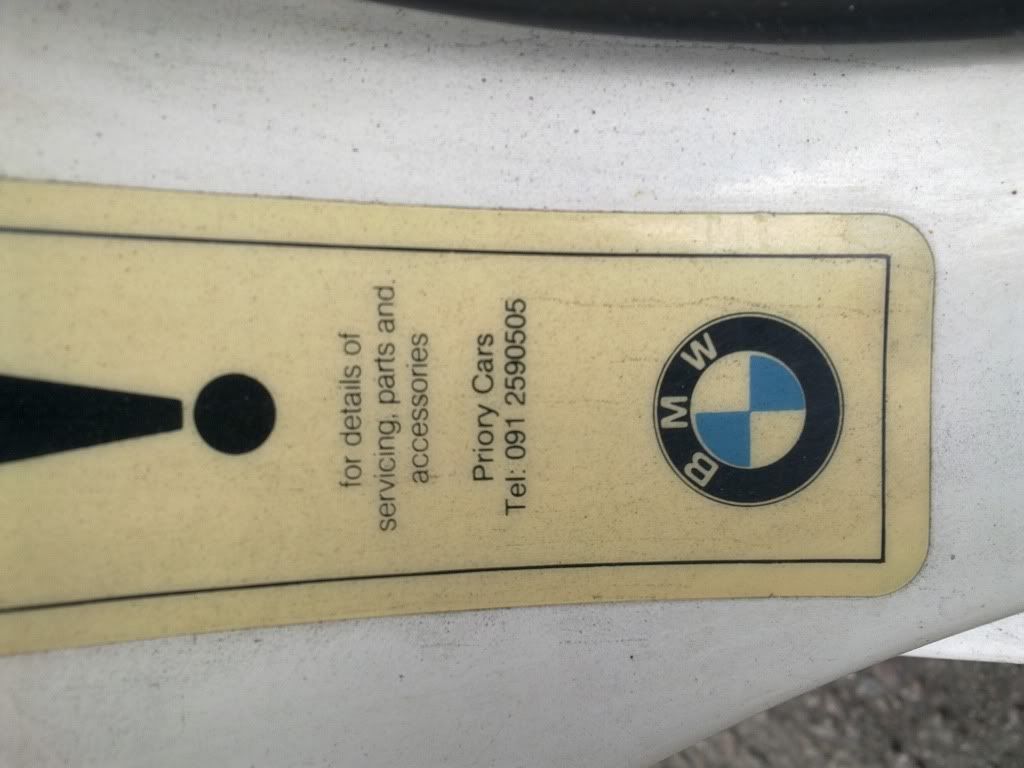 for details of
servicing, parts and.
accessories
Priory Cars
Tel: 091 2590505
BMW